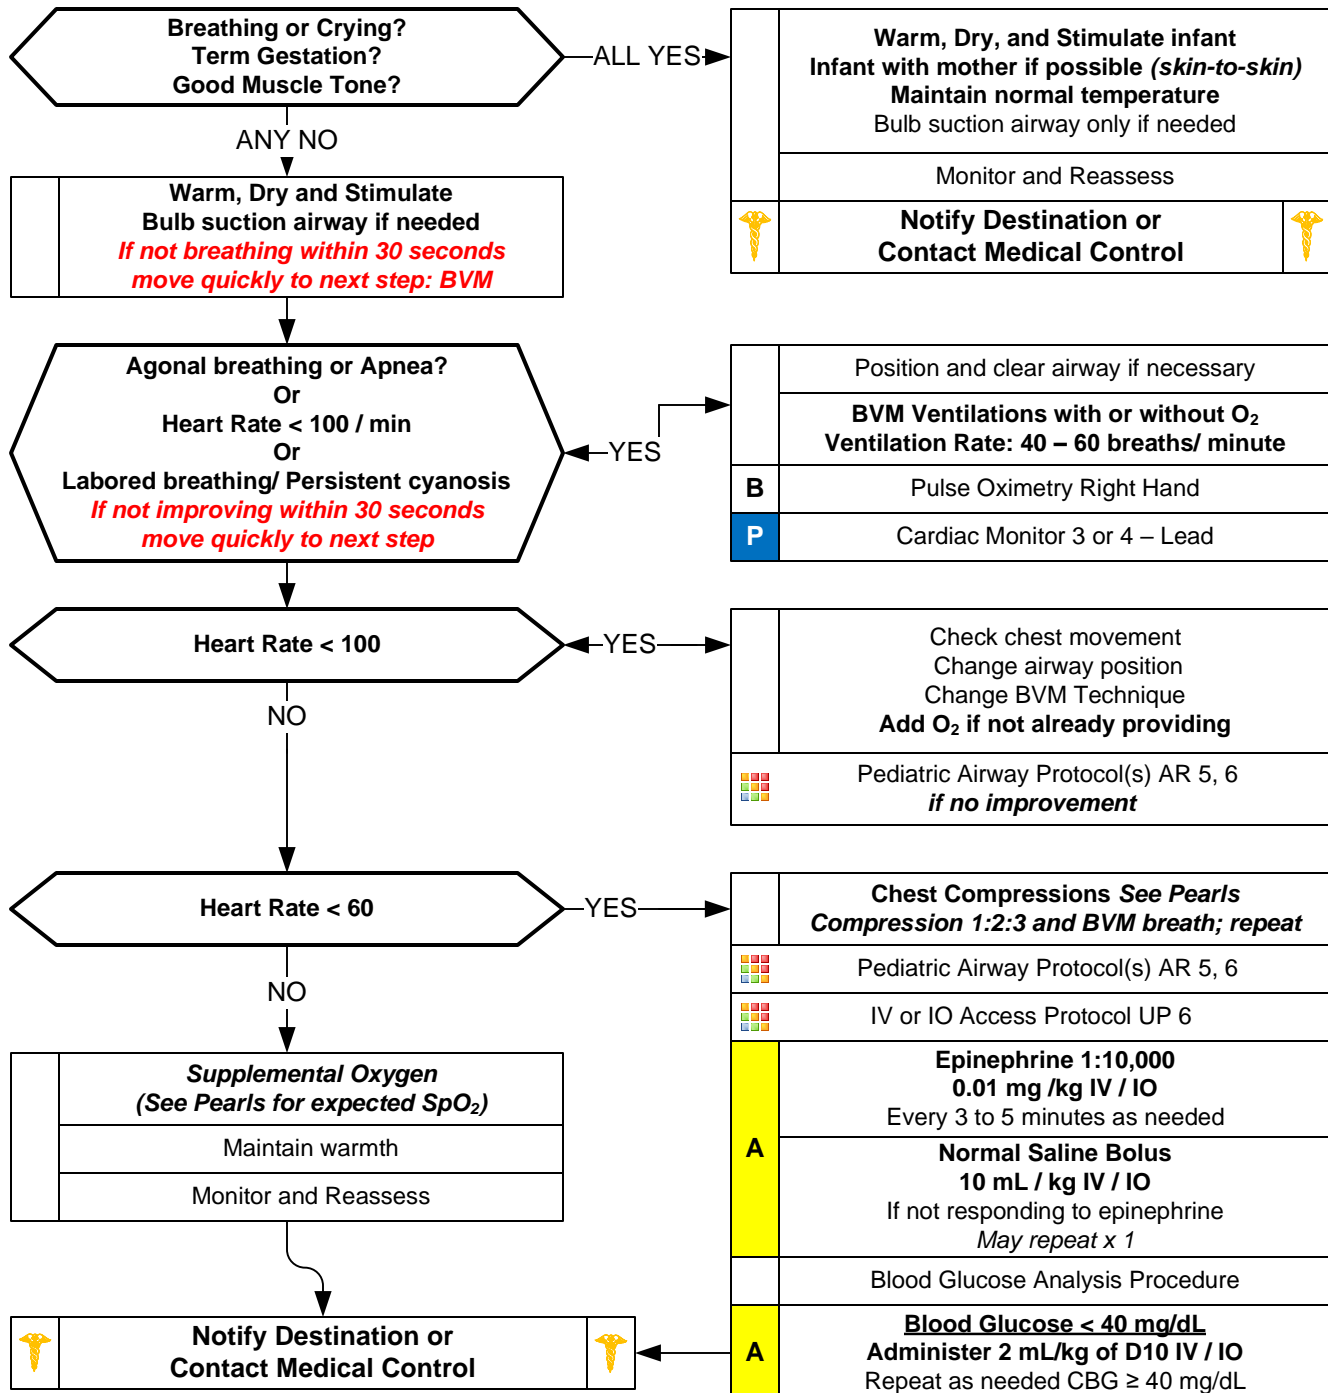 Breathing or Crying?
Term Gestation?
Good Muscle Tone?
ALL YES
Warm, Dry, and Stimulate infant
Infant with mother if possible (skin-to-skin)
Maintain normal temperature
Bulb suction airway only if needed
Monitor and Reassess
Notify Destination or
Contact Medical Control
ANY NO
Warm, Dry and Stimulate
Bulb suction airway if needed
If not breathing within 30 seconds
move quickly to next step: BVM
Agonal breathing or Apnea?
Or
Heart Rate < 100 / min
Or
Labored breathing/ Persistent cyanosis
If not improving within 30 seconds
move quickly to next step
YES
Position and clear airway if necessary
BVM Ventilations with or without O₂
Ventilation Rate: 40 – 60 breaths/ minute
B
Pulse Oximetry Right Hand
P
Cardiac Monitor 3 or 4 – Lead
Heart Rate < 100
YES
Check chest movement
Change airway position
Change BVM Technique
Add O₂ if not already providing
Pediatric Airway Protocol(s) AR 5, 6
if no improvement
NO
Heart Rate < 60
YES
Chest Compressions See Pearls
Compression 1:2:3 and BVM breath; repeat
Pediatric Airway Protocol(s) AR 5, 6
IV or IO Access Protocol UP 6
A
Epinephrine 1:10,000
0.01 mg /kg IV / IO
Every 3 to 5 minutes as needed
Normal Saline Bolus
10 mL / kg IV / IO
If not responding to epinephrine
May repeat x 1
Blood Glucose Analysis Procedure
A
Blood Glucose < 40 mg/dL
Administer 2 mL/kg of D10 IV / IO
Repeat as needed CBG ≥ 40 mg/dL
NO
Supplemental Oxygen
(See Pearls for expected SpO₂)
Maintain warmth
Monitor and Reassess
Notify Destination or
Contact Medical Control